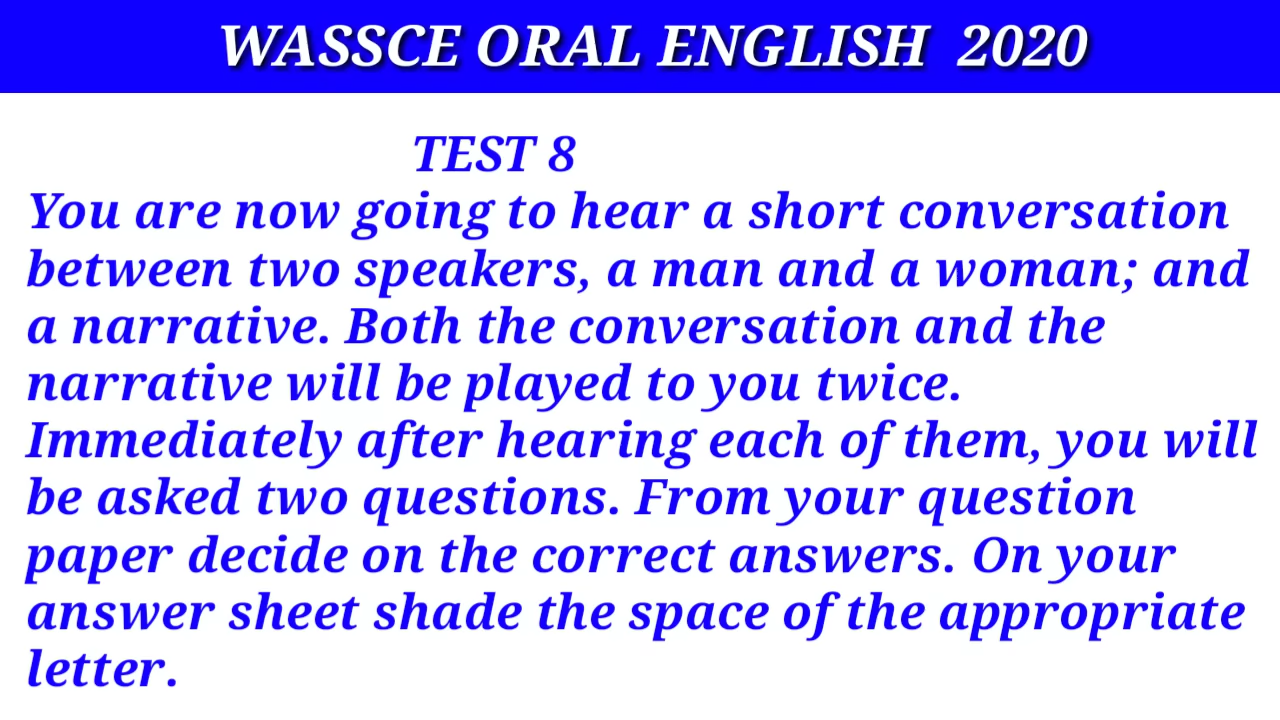 WASSCE ORAL ENGLISH 2020
TEST 8
You are now going to hear a short conversation
between two speakers, a man and a woman; and
a narrative. Both the conversation and the
narrative will be played to you twice.
Immediately after hearing each of them, you will
be asked two questions. From your question
paper decide on the correct answers. On your
answer sheet shade the space of the appropriate
letter.